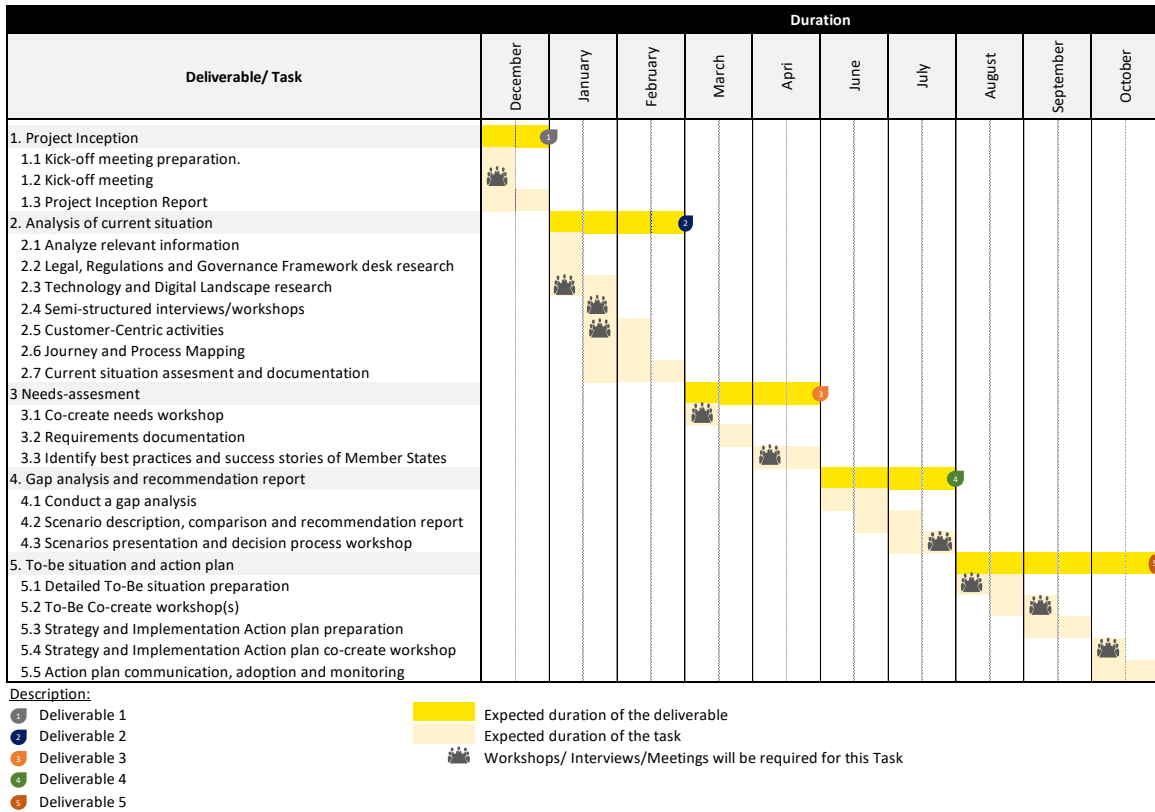 Duration
Deliverable/ Task
December
January
February
March
Apri
June
July
August
September
October
1. Project Inception
1
1.1 Kick-off meeting preparation.
1.2 Kick-off meeting
1.3 Project Inception Report
2. Analysis of current situation
2
2.1 Analyze relevant information
2.2 Legal, Regulations and Governance Framework desk research
2.3 Technology and Digital Landscape research
2.4 Semi-structured interviews/workshops
2.5 Customer-Centric activities
2.6 Journey and Process Mapping
2.7 Current situation assesment and documentation
3 Needs-assesment
3
3.1 Co-create needs workshop
3.2 Requirements documentation
3.3 Identify best practices and success stories of Member States
4. Gap analysis and recommendation report
4
4.1 Conduct a gap analysis
4.2 Scenario description, comparison and recommendation report
4.3 Scenarios presentation and decision process workshop
5. To-be situation and action plan
5
5.1 Detailed To-Be situation preparation
5.2 To-Be Co-create workshop(s)
5.3 Strategy and Implementation Action plan preparation
5.4 Strategy and Implementation Action plan co-create workshop
5.5 Action plan communication, adoption and monitoring
Description:
1 Deliverable 1
2 Deliverable 2
3 Deliverable 3
4 Deliverable 4
5 Deliverable 5
Expected duration of the deliverable
Expected duration of the task
Workshops/ Interviews/Meetings will be required for this Task